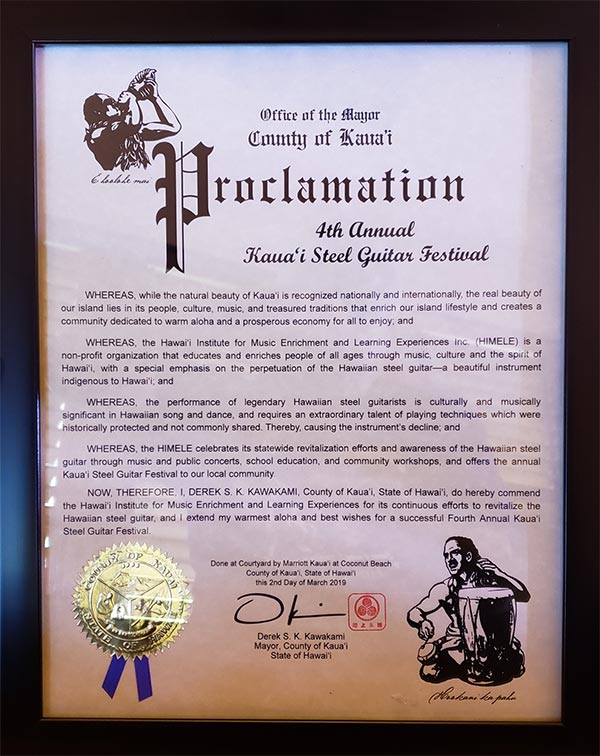 Office of the Mayor
County of Kaua'i
Proclamation
E hoolohe mai
4th Annual
Kaua'i Steel Guitar Festival
WHEREAS, while the natural beauty of Kaua'i is recognized nationally and internationally, the real beauty of
our island lies in its people, culture, music, and treasured traditions that enrich our island lifestyle and creates a
community dedicated to warm aloha and a prosperous economy for all to enjoy; and
WHEREAS, the Hawai'i Institute for Music Enrichment and Learning Experiences Inc. (HIMELE) is a
non-profit organization that educates and enriches people of all ages through music, culture and the spirit of
Hawai'i, with a special emphasis on the perpetuation of the Hawaiian steel guitar—a beautiful instrument
indigenous to Hawai'i; and
WHEREAS, the performance of legendary Hawaiian steel guitarists is culturally and musically
significant in Hawaiian song and dance, and requires an extraordinary talent of playing techniques which were
historically protected and not commonly shared. Thereby, causing the instrument's decline; and
WHEREAS, the HIMELE celebrates its statewide revitalization efforts and awareness of the Hawaiian steel
guitar through music and public concerts, school education, and community workshops, and offers the annual
Kaua'i Steel Guitar Festival to our local community.
NOW, THEREFORE, I, DEREK S. K. KAWAKAMI, County of Kaua'i, State of Hawai'i, do hereby commend
the Hawai'i Institute for Music Enrichment and Learning Experiences for its continuous efforts to revitalize the
Hawaiian steel guitar, and I extend my warmest aloha and best wishes for a successful Fourth Annual Kaua'i
Steel Guitar Festival.
Done at Courtyard by Marriott Kaua'i at Coconut Beach
County of Kaua'i, State of Hawai'i
this 2nd Day of March 2019
COUNTY OF KAUAI
STATE OF HAWAII
Derek S. K. Kawakami
Mayor, County of Kaua'i
State of Hawai'i
Hookani ka pahu